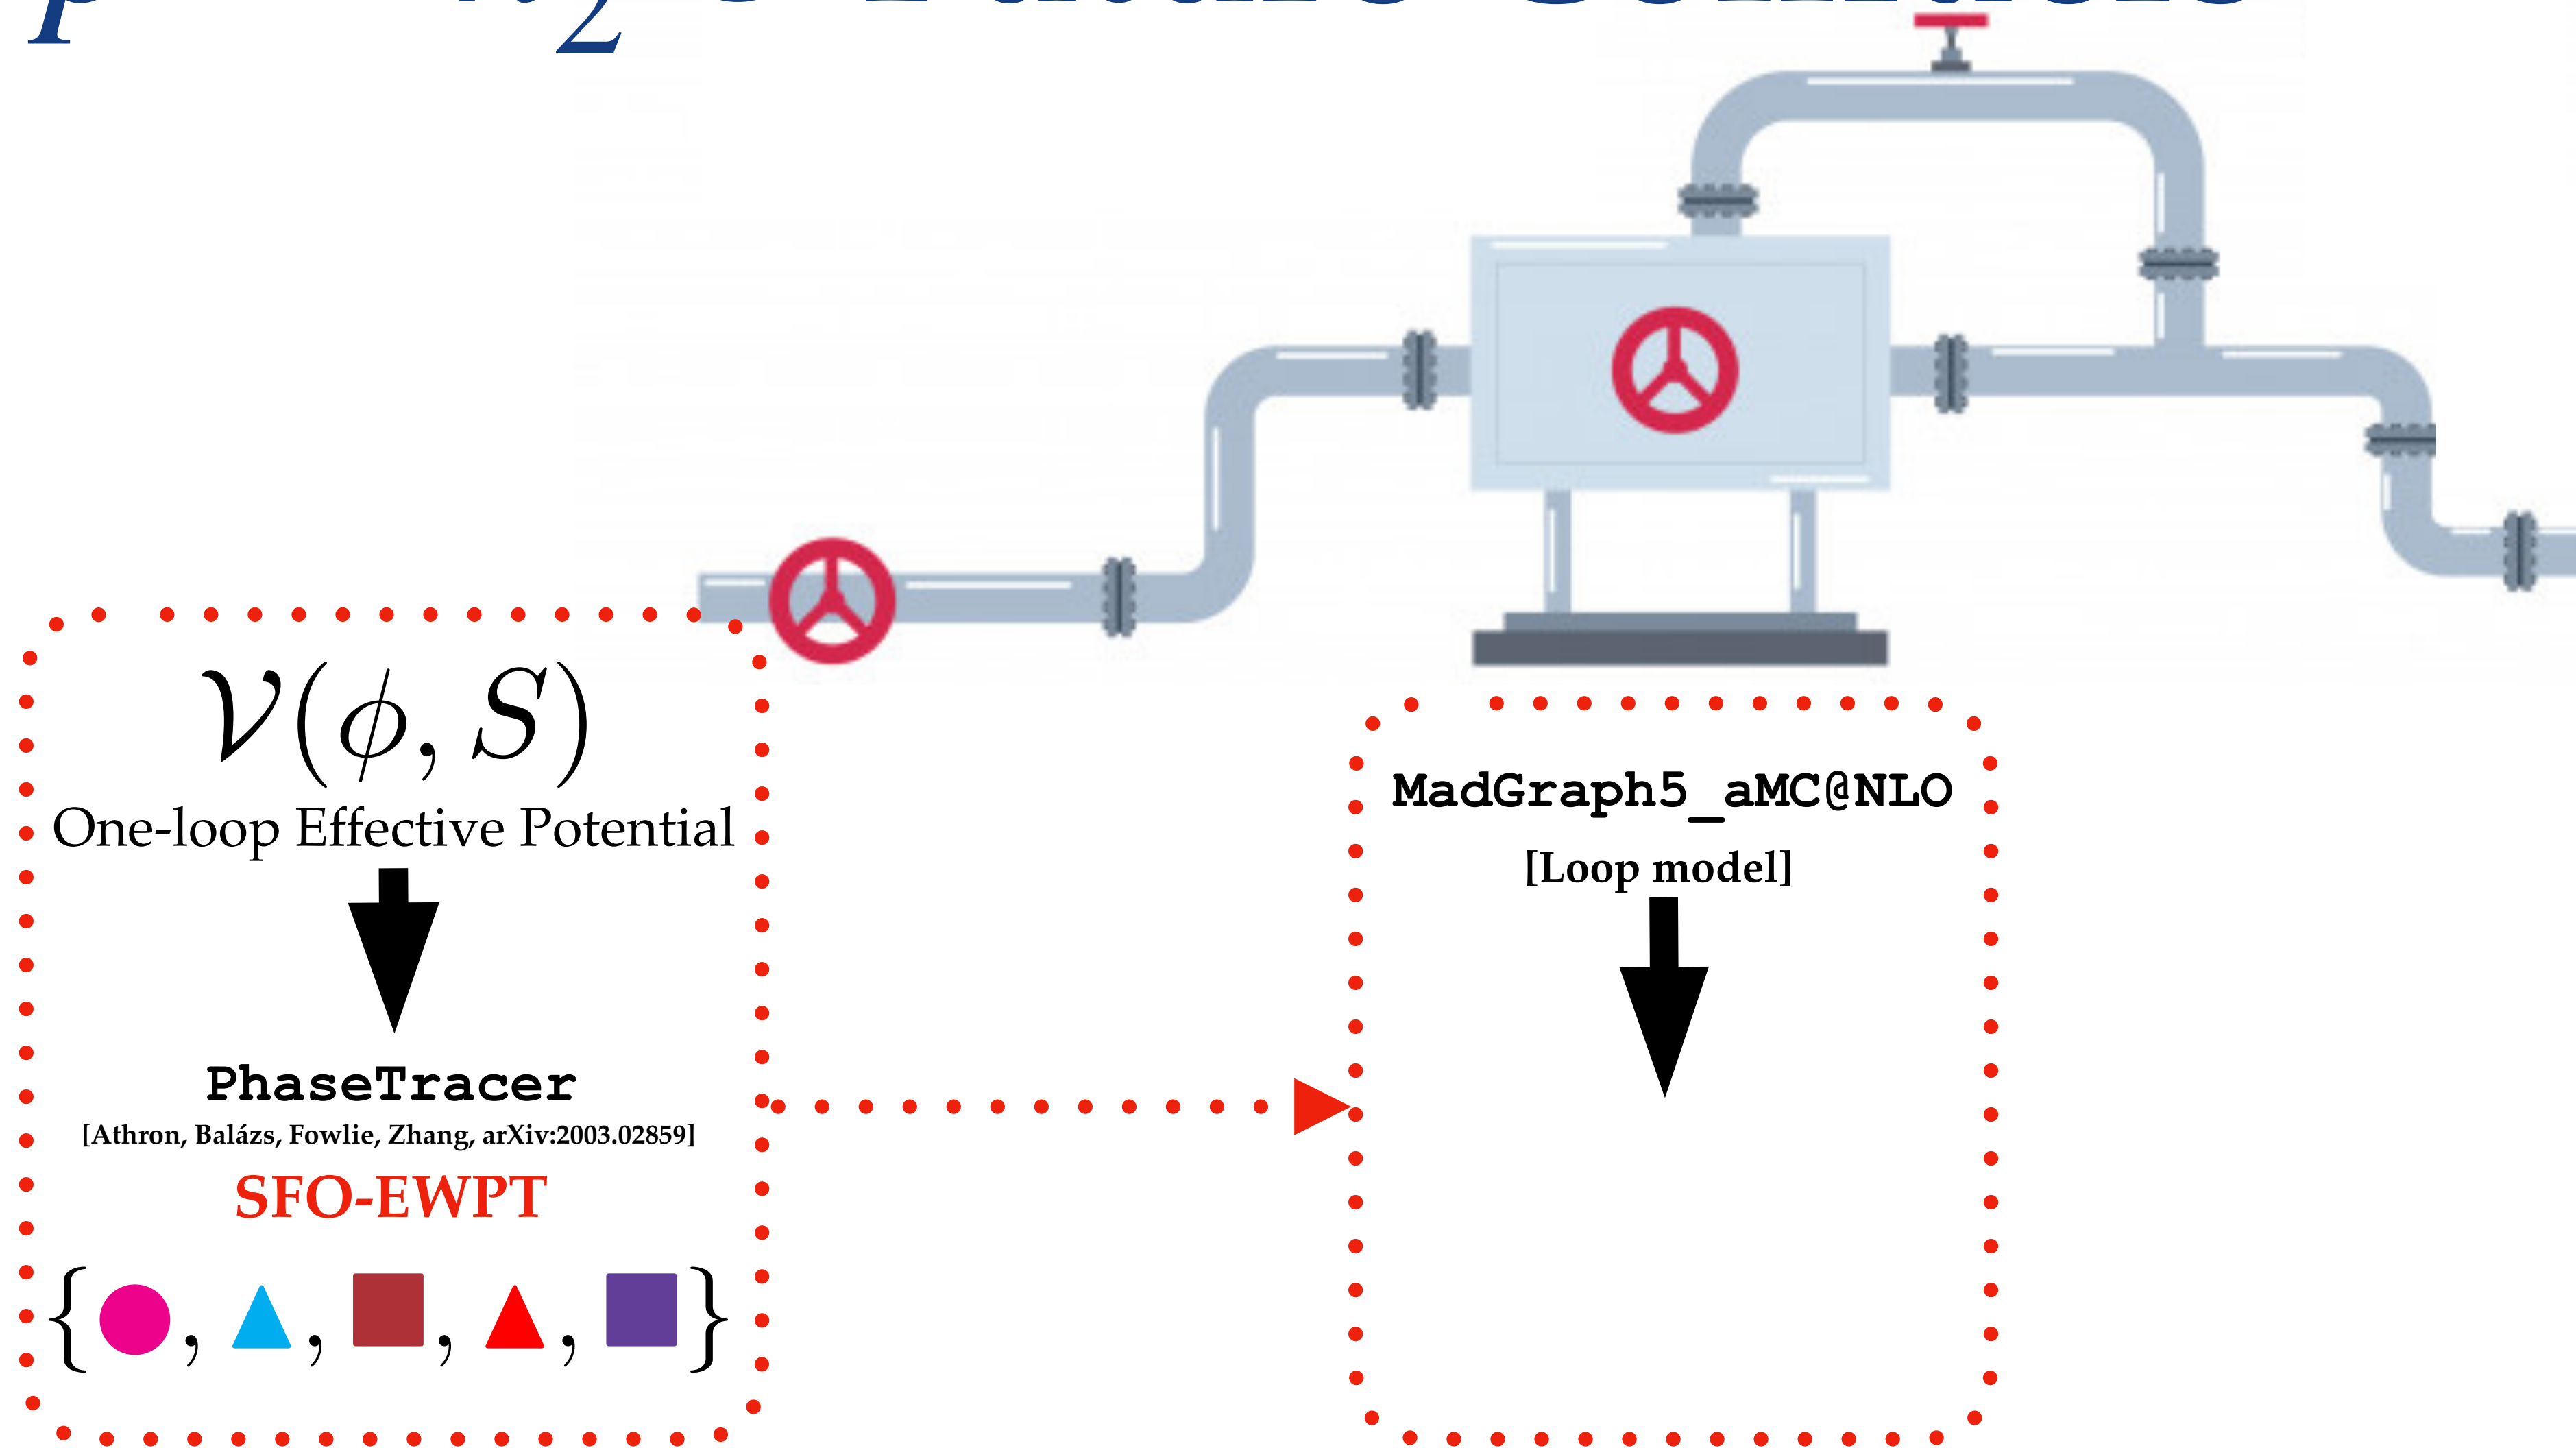 𝒱(ϕ, S)
One-loop Effective Potential
PhaseTracer
[Athron, Balázs, Fowlie, Zhang, arXiv:2003.02859]
SFO-EWPT
{ , , , , }
MadGraph5_aMC@NLO
[Loop model]